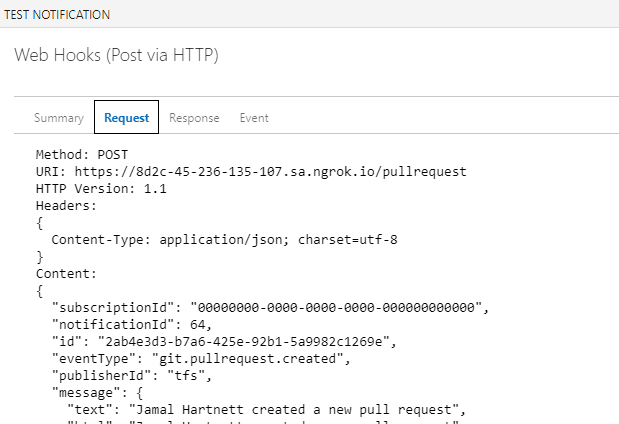 TEST NOTIFICATION
Web Hooks (Post via HTTP)
Summary Request Response Event
Method: POST
URI: https://8d2c-45-236-135-107.sa.ngrok.io/pullrequest
HTTP Version: 1.1
Headers:
{
Content-Type: application/json; charset=utf-8
}
Content:
{
"subscriptionId": "00000000-0000-0000-0000-000000000000",
"notificationId": 64,
"id": "2ab4e3d3-b7a6-425e-92b1-5a9982c1269e",
"eventType": "git.pullrequest.created",
"publisherId": "tfs",
"message": {
"text": "Jamal Hartnett created a new pull request",